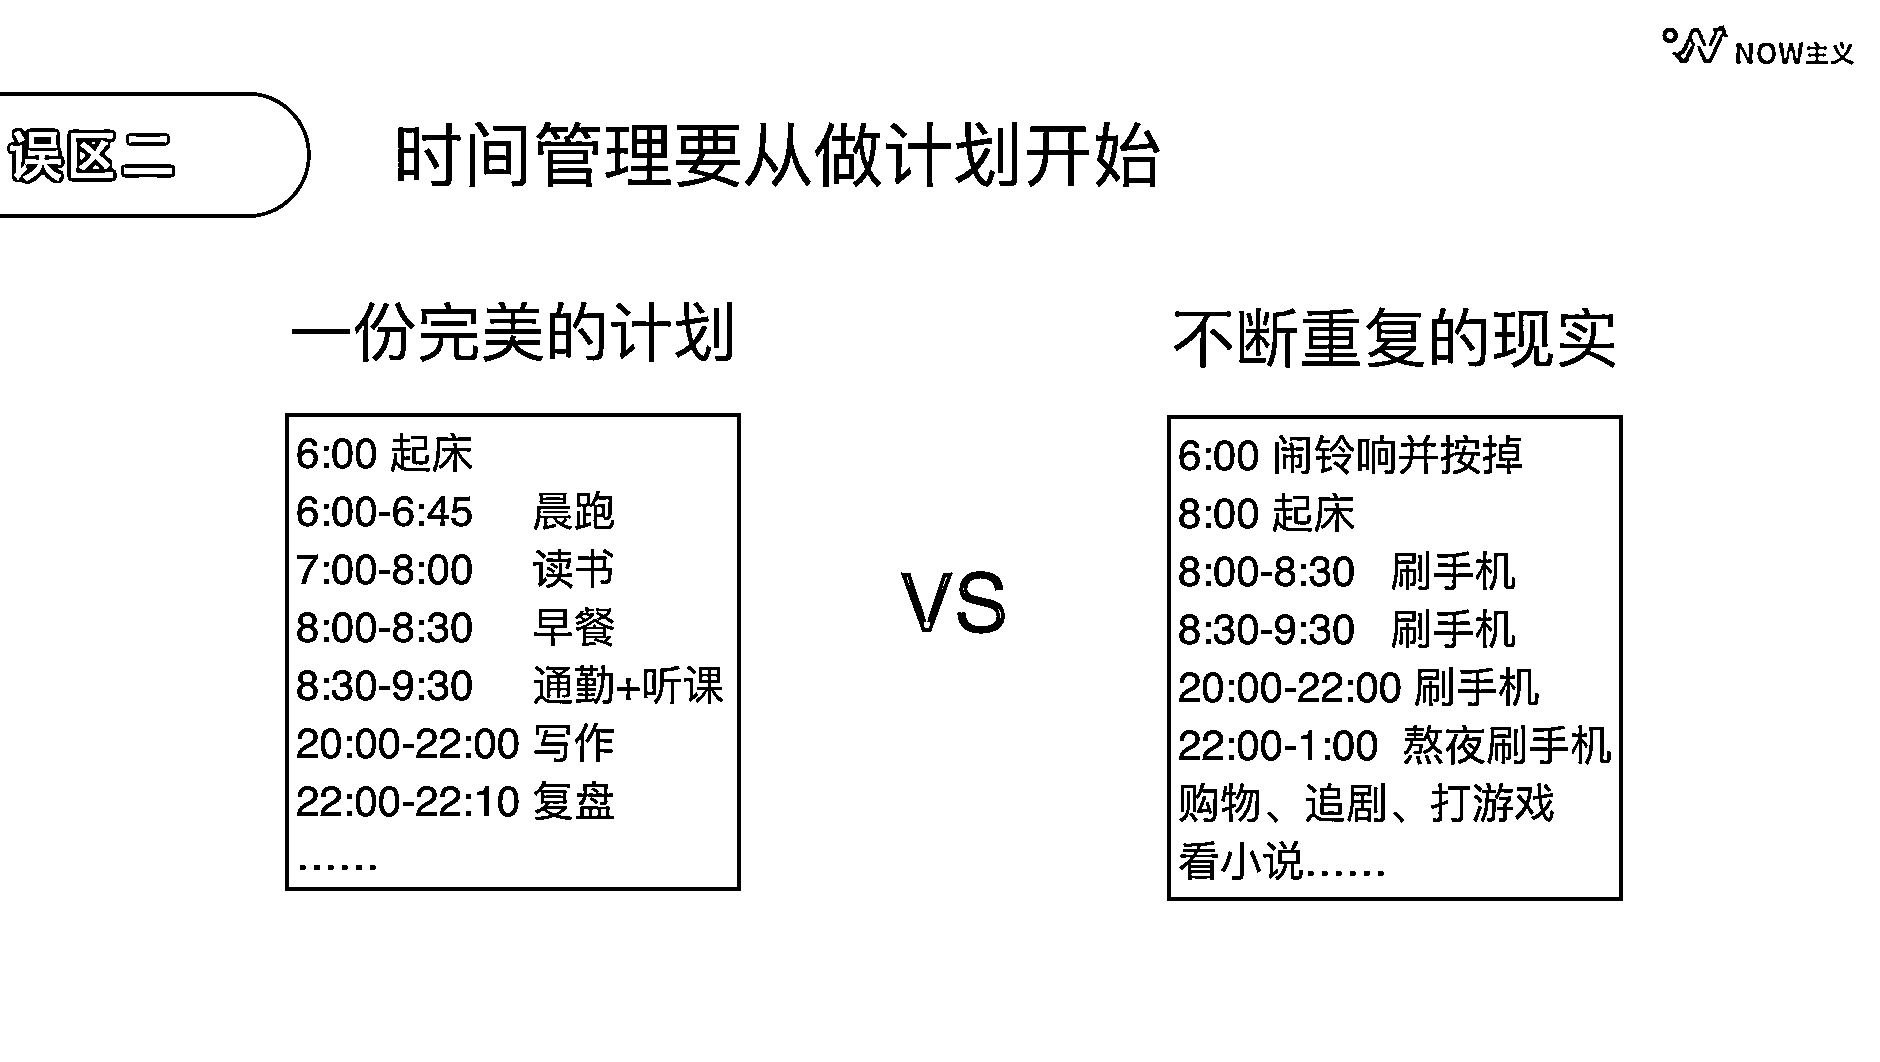 NOW主义
误区二
时间管理要从做计划开始
一份完美的计划
6:00 起床
6:00-6:45 晨跑
7:00-8:00 读书
8:00-8:30 早餐
8:30-9:30 通勤+听课
20:00-22:00 写作
22:00-22:10 复盘
......
VS
不断重复的现实
6:00 闹铃响并按掉
8:00 起床
8:00-8:30 刷手机
8:30-9:30 刷手机
20:00-22:00 刷手机
22:00-1:00 熬夜刷手机
购物、追剧、打游戏
看小说......